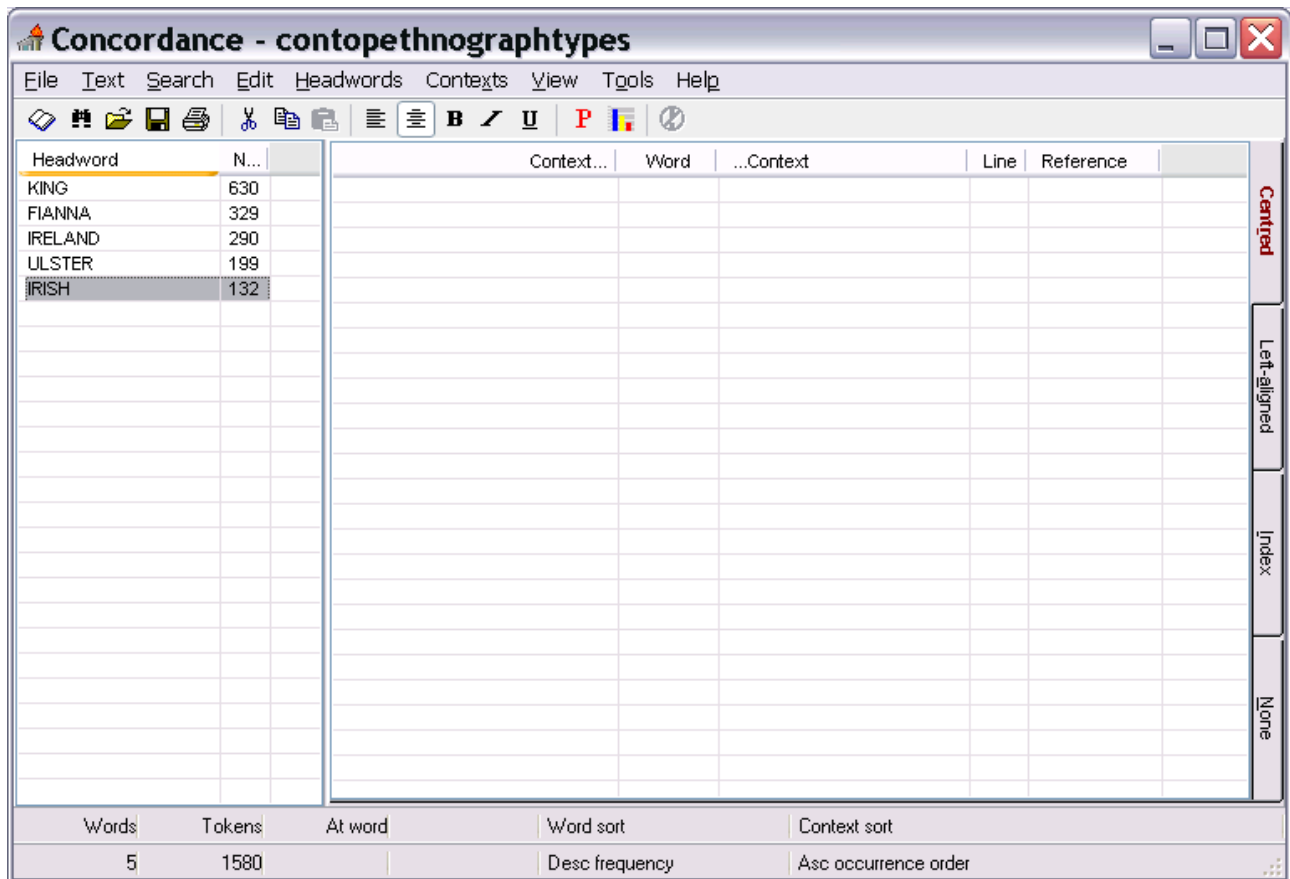 Concordance - contopethnographtypes
File Text Search Edit Headwords Contexts View Tools Help
B I U P
Headword N... Context... Word ...Context Line Reference
KING 630
FIANNA 329
IRELAND 290
ULSTER 199
IRISH 132
Centred
Left-aligned
Index
None
Words Tokens At word Word sort Context sort
5 1580 Desc frequency Asc occurrence order